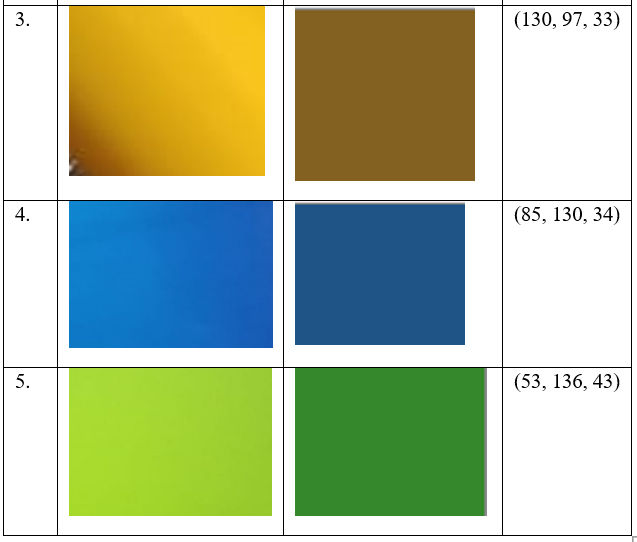 3. (130, 97, 33)
4. (85, 130, 34)
5. (53, 136, 43)